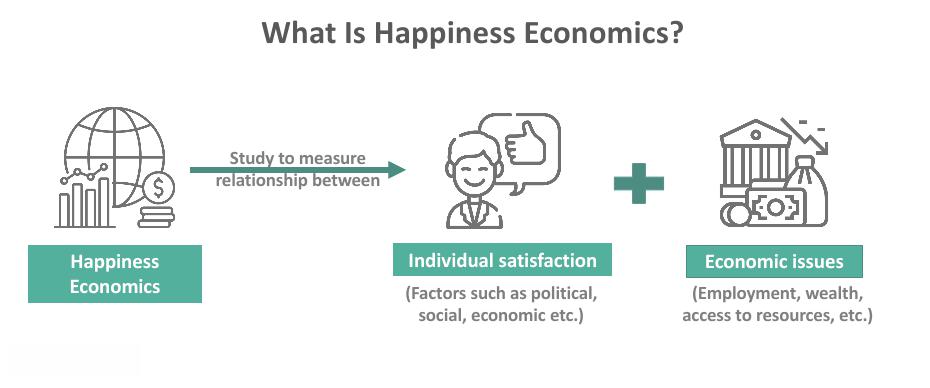 What Is Happiness Economics?
Study to measure
relationship between
$
Happiness
Economics
Individual satisfaction
(Factors such as political,
social, economic etc.)
Economic issues
(Employment, wealth,
access to resources, etc.)